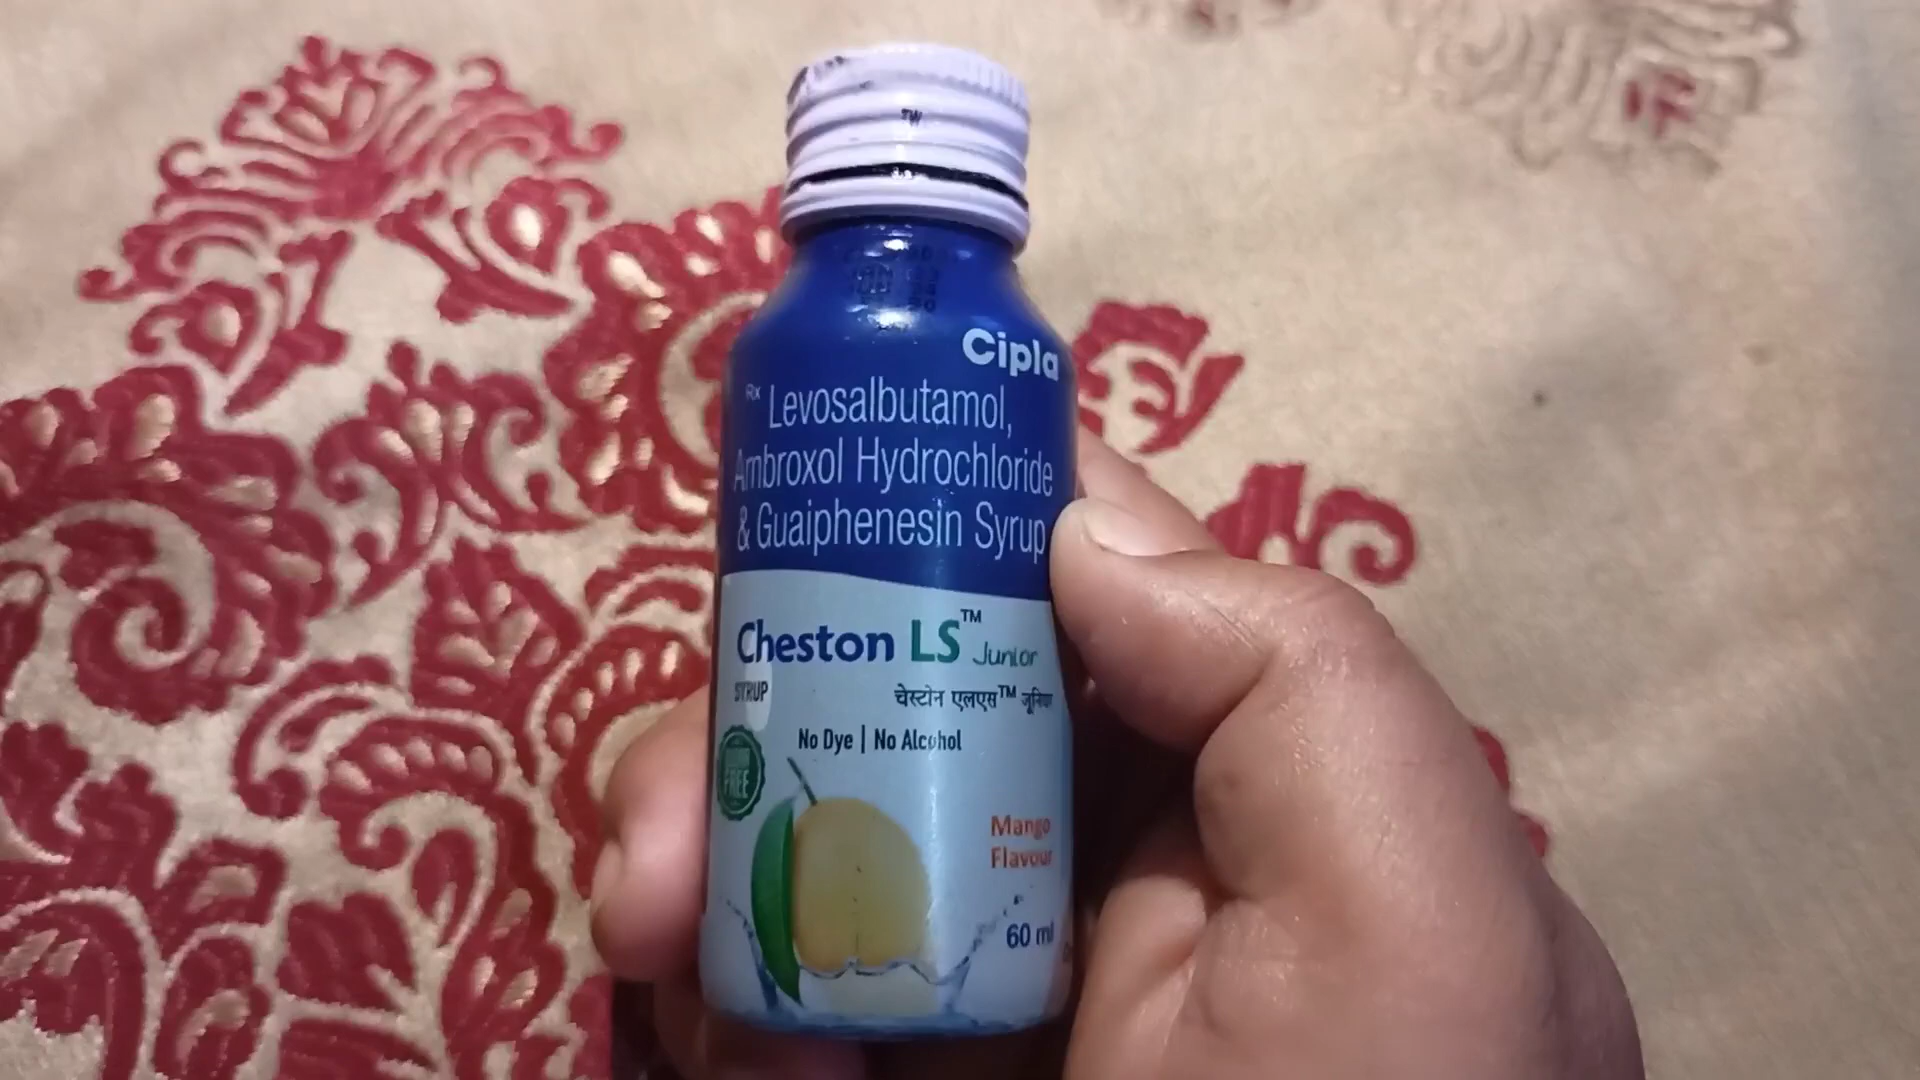 Cipla
Rx Levosalbutamol,
Ambroxol Hydrochloride
& Guaiphenesin Syrup
Cheston LS™ Junior
SYRUP
चेस्टोन एलएस™ जूनियर
No Dye | No Alcohol
FREE
Mango
Flavour
60 ml